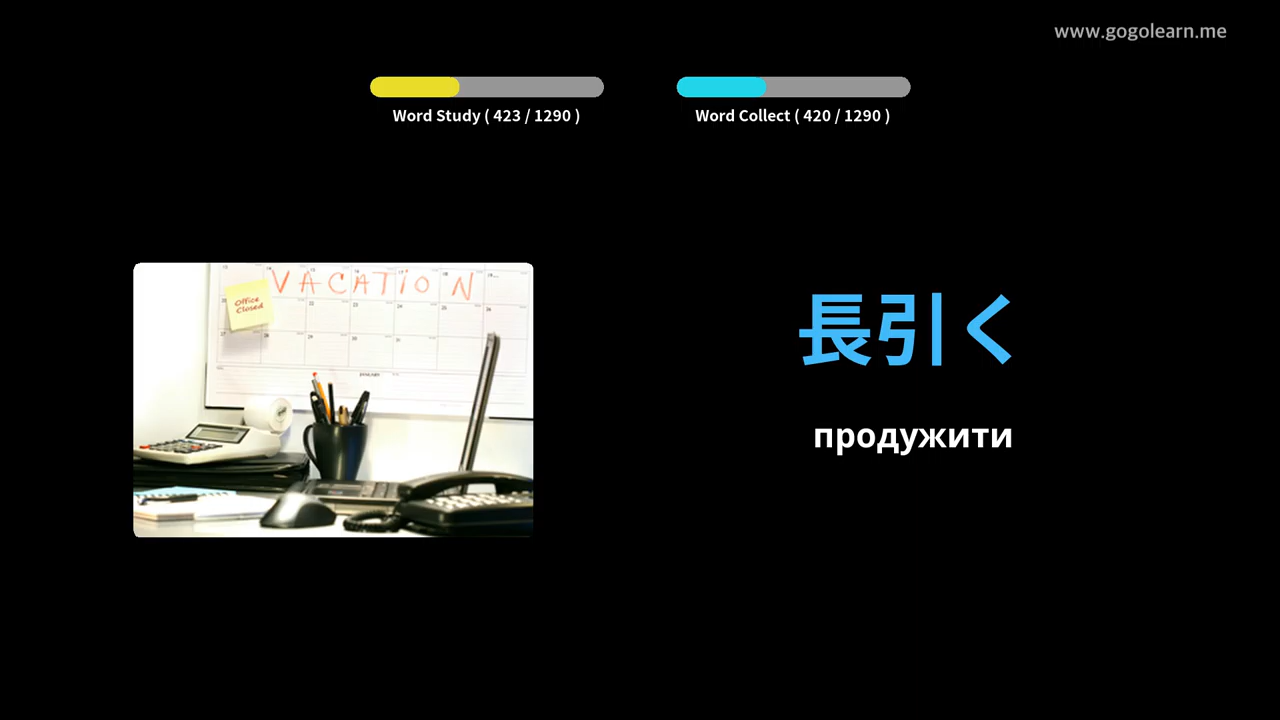 www.gogolearn.me
Word Study ( 423 / 1290 )
Word Collect ( 420 / 1290 )
VACATION
Office
Closed
長引く
продужити